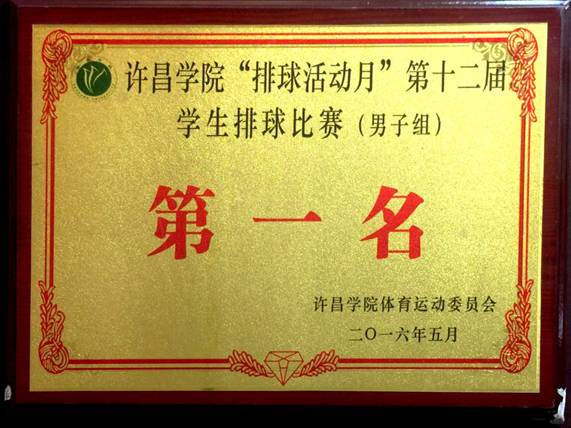 许昌学院“排球活动月”第十二届
学生排球比赛（男子组）
第一名
许昌学院体育运动委员会
二〇一六年五月